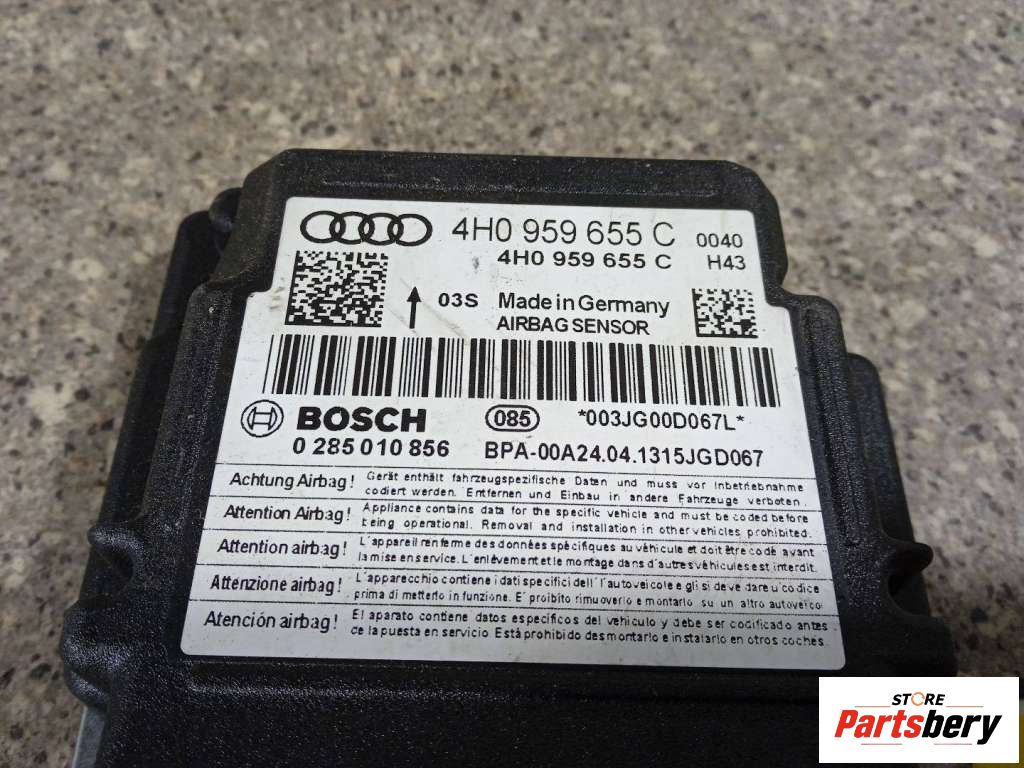 4H0 959 655 C 0040
4H0 959 655 C H43
03S Made in Germany
AIRBAG SENSOR
BOSCH 085 *003JG00D067L*
0 285 010 856 BPA-00A24.04.1315JGD067
Achtung Airbag! Gerät enthält fahrzeugspezifische Daten und muss vor Inbetriebnahme
codiert werden. Entfernen und Einbau in andere Fahrzeuge verboten.
Attention Airbag! Appliance contains data for the specific vehicle and must be coded before
being operational. Removal and installation in other vehicles prohibited.
Attention airbag! L'appareil renferme des données spécifiques au véhicule et doit être codé avant
la mise en service. L'enlèvement et le montage dans d'autres véhicules est interdit.
Attenzione airbag! L'apparecchio contiene i dati specifici dell'l'autoveicolo e gli si deve dare u'codice
prima di metterlo in funzione. E'proibito rimuoverlo e montarlo su un altro autoveico
Atención airbag! El aparato contiene datos específicos del vehículo y debe ser codificado antes
de la puesta en servicio. Está prohibido desmontarlo e instalarlo en otros coches.
STORE
Partsbery